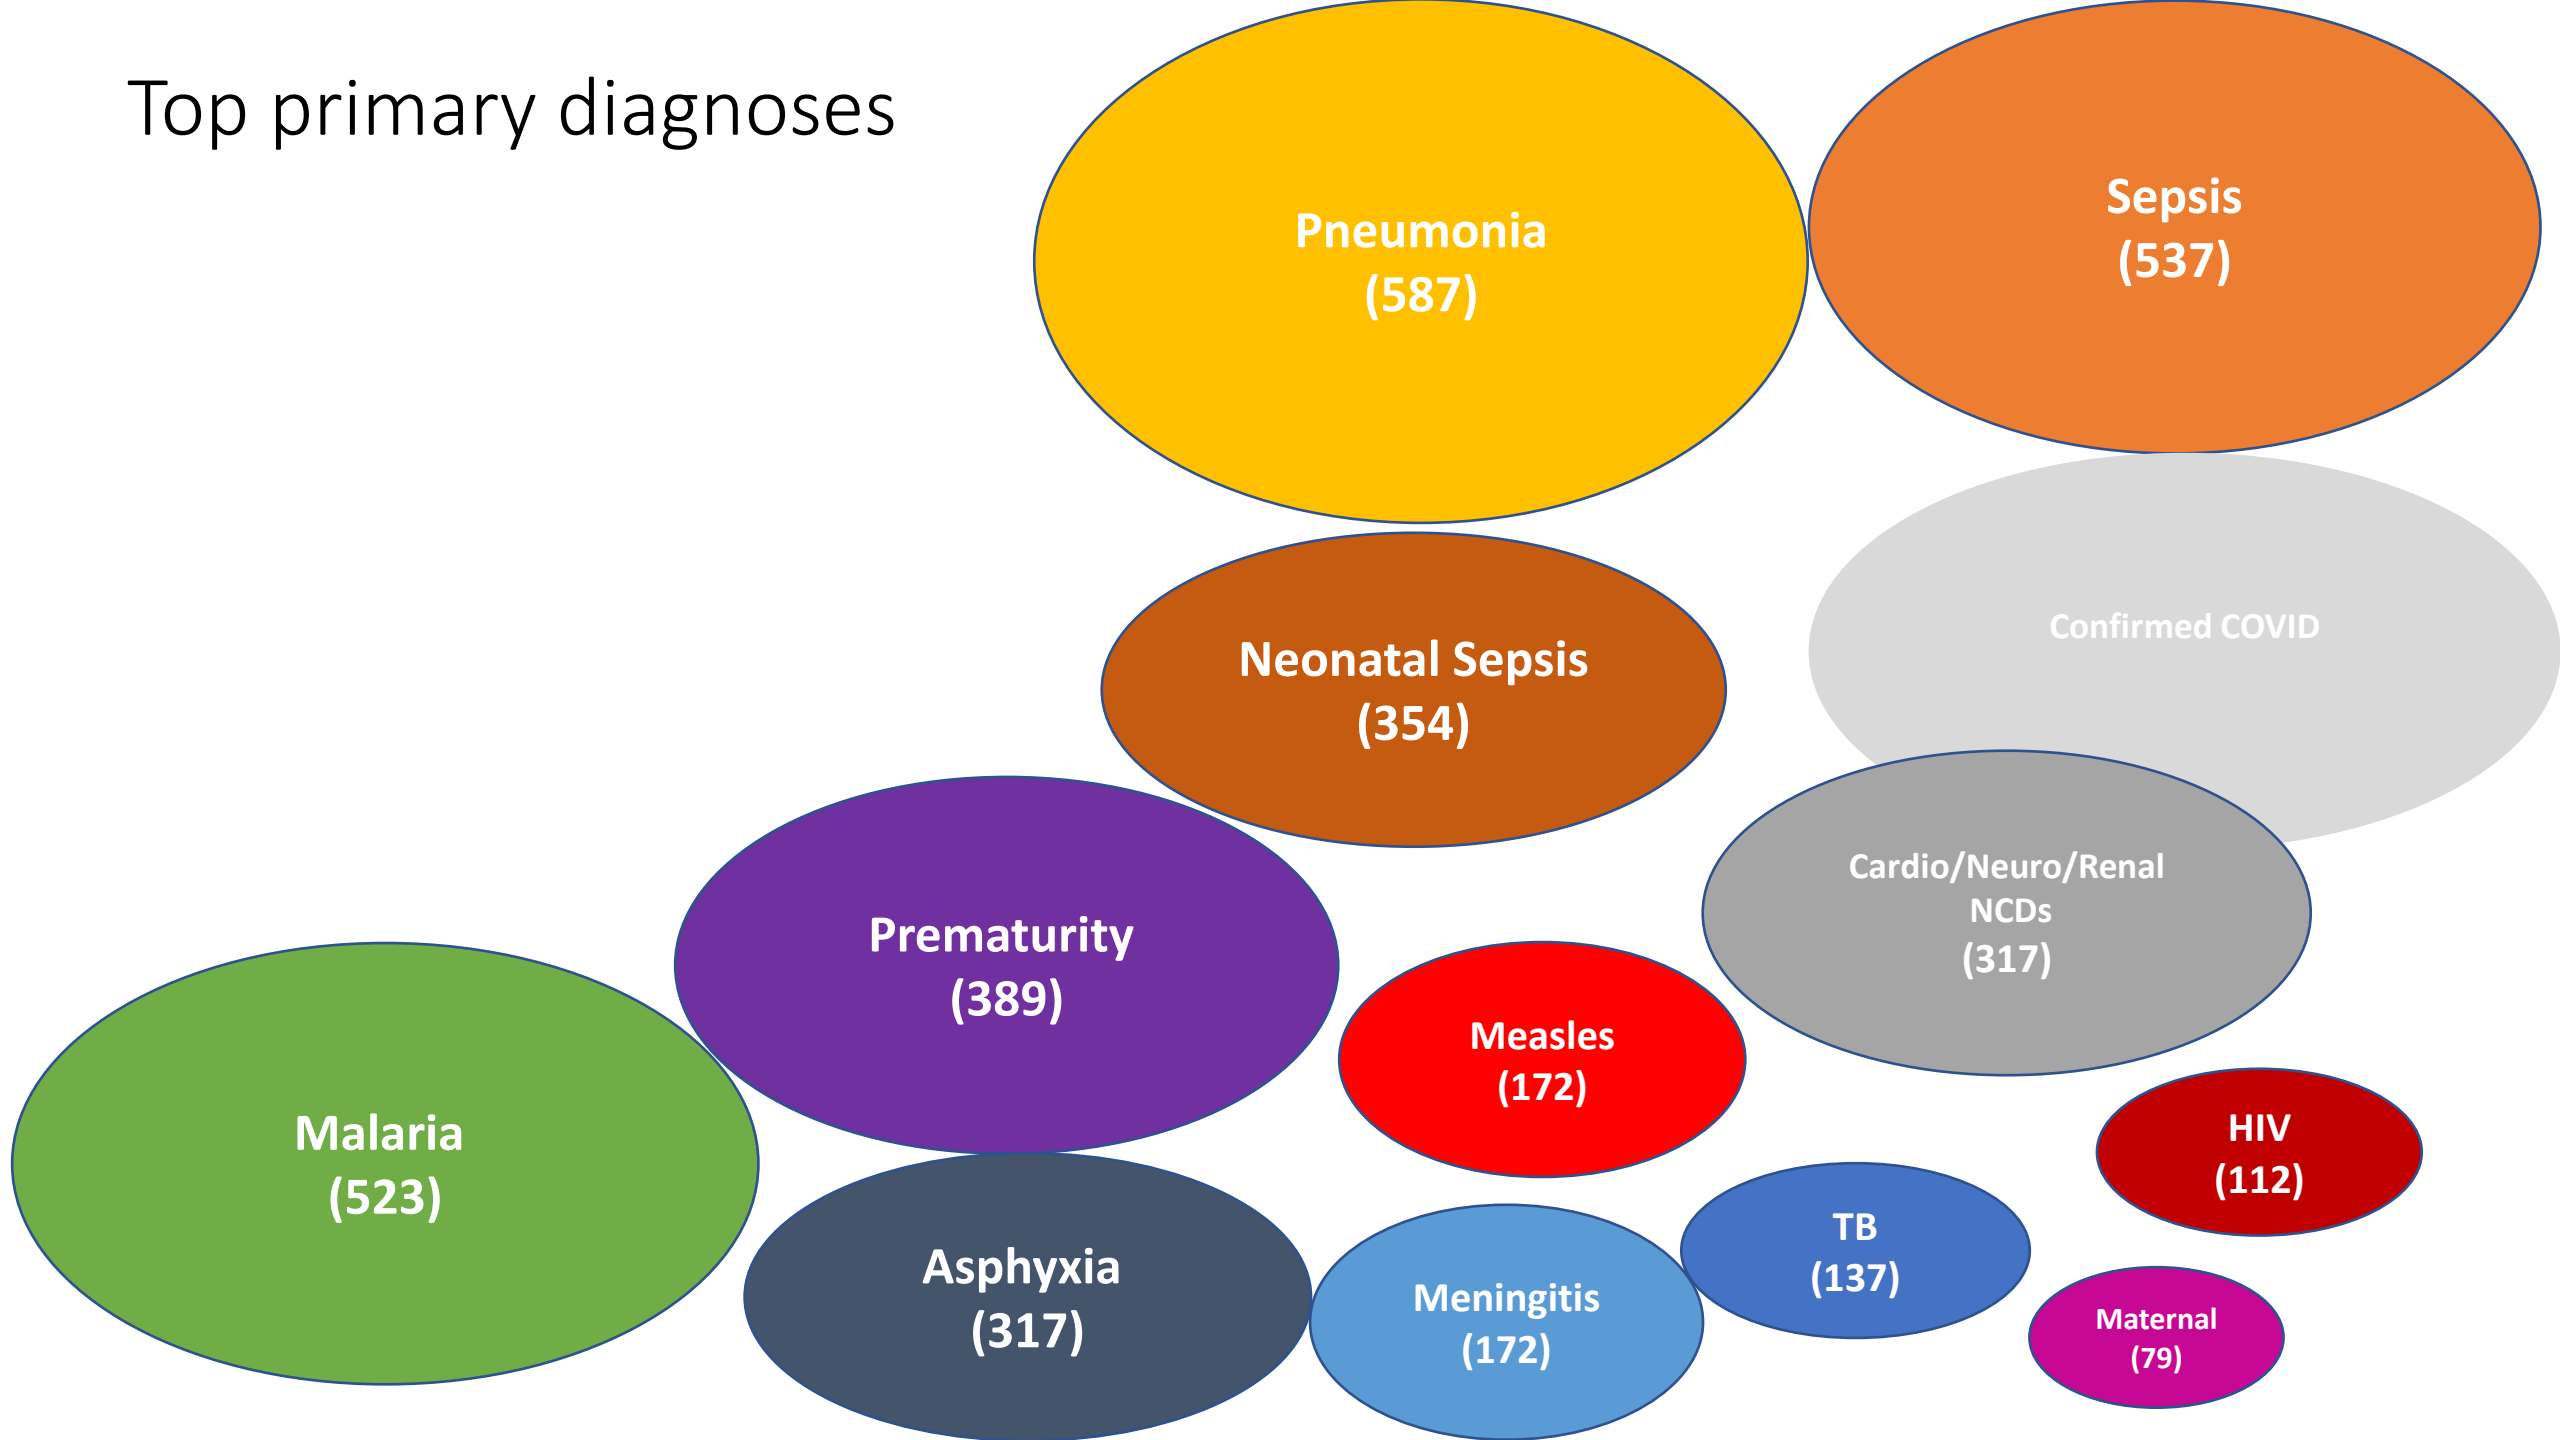 Top primary diagnoses
Pneumonia
(587)
Sepsis
(537)
Neonatal Sepsis
(354)
Confirmed COVID
Prematurity
(389)
Cardio/Neuro/Renal
NCDs
(317)
Malaria
(523)
Measles
(172)
HIV
(112)
Asphyxia
(317)
Meningitis
(172)
TB
(137)
Maternal
(79)